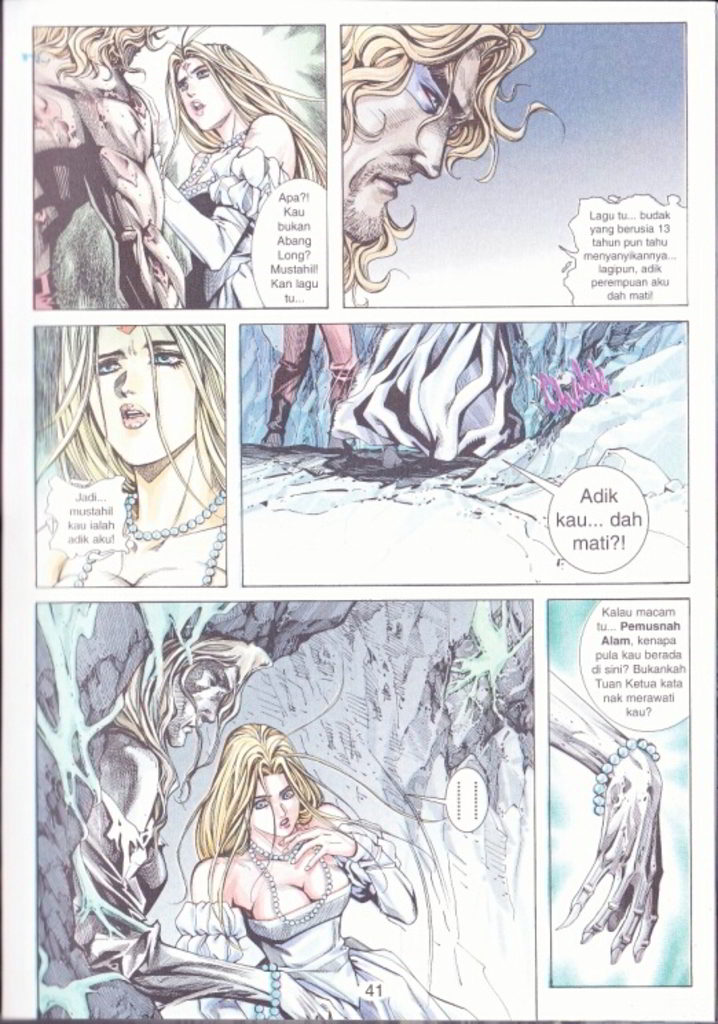 Apa?!
Kau
bukan
Abang
Long?
Mustahil!
Kan lagu
tu...
Lagu tu... budak
yang berusia 13
tahun pun tahu
menyanyikannya...
lagipun, adik
perempuan aku
dah mati!
Jadi...
mustahil
kau ialah
adik aku!
Adik
kau... dah
mati?!
Kalau macam
tu... Pemusnah
Alam, kenapa
pula kau berada
di sini? Bukankah
Tuan Ketua kata
nak merawati
kau?
41